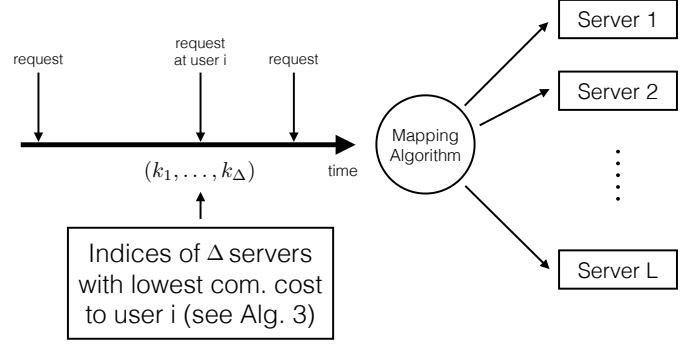 request
request
at user i
request
(k₁, …, k_Δ)
time
Indices of Δ servers
with lowest com. cost
to user i (see Alg. 3)
Mapping
Algorithm
Server 1
Server 2
Server L